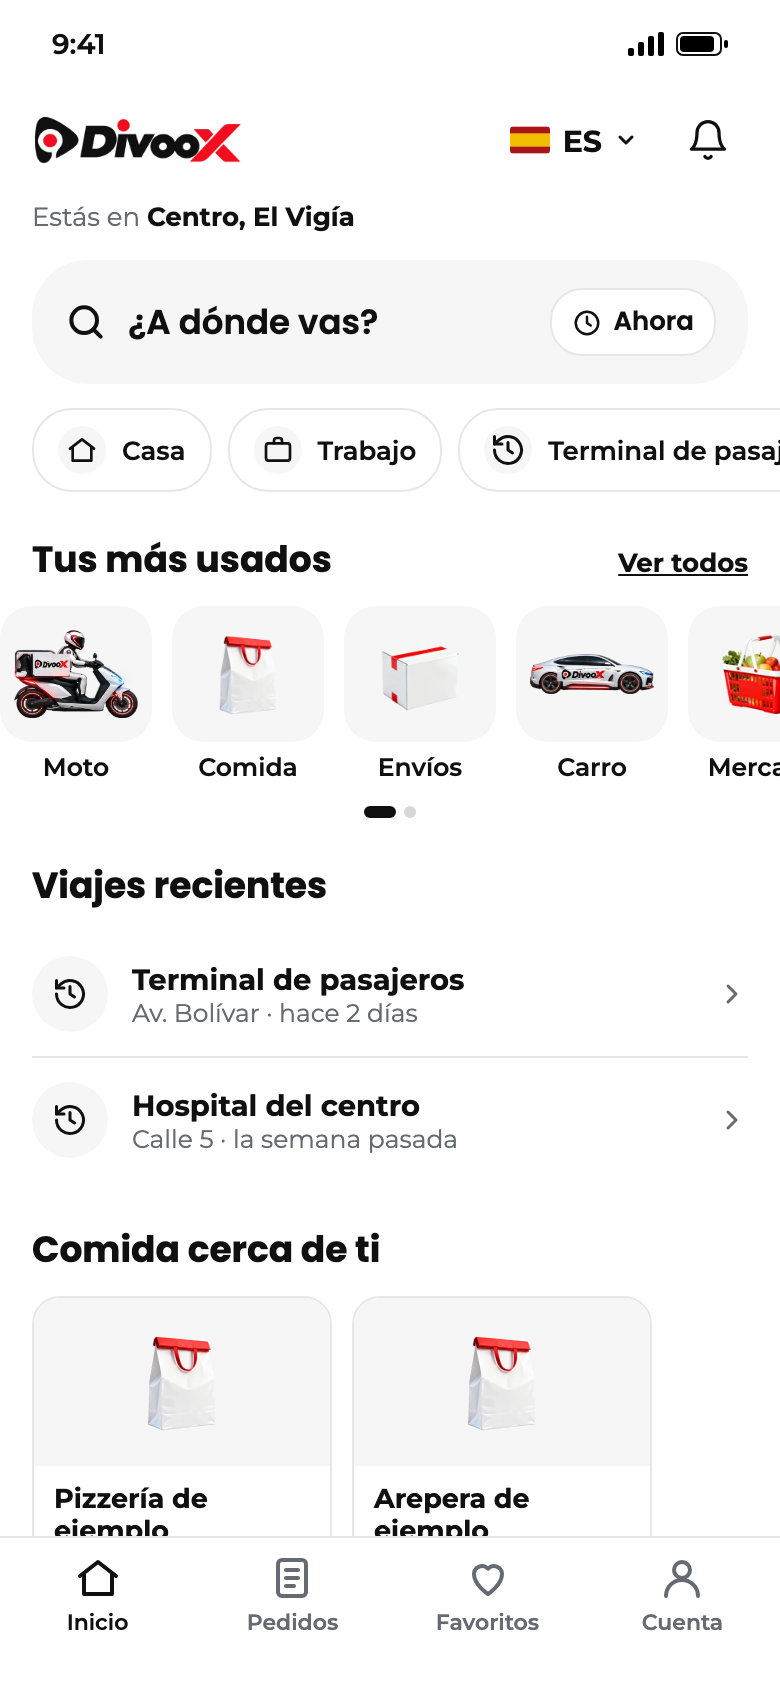 9:41
DivooX
ES
Estás en Centro, El Vigía
¿A dónde vas?
Ahora
Casa
Trabajo
Terminal de pasaj
Tus más usados
Ver todos
DivooX
DivooX
Moto
Comida
Envíos
Carro
Merca
Viajes recientes
Terminal de pasajeros
Av. Bolívar · hace 2 días
Hospital del centro
Calle 5 · la semana pasada
Comida cerca de ti
Pizzería de
ejemplo
Arepera de
ejemplo
Inicio
Pedidos
Favoritos
Cuenta